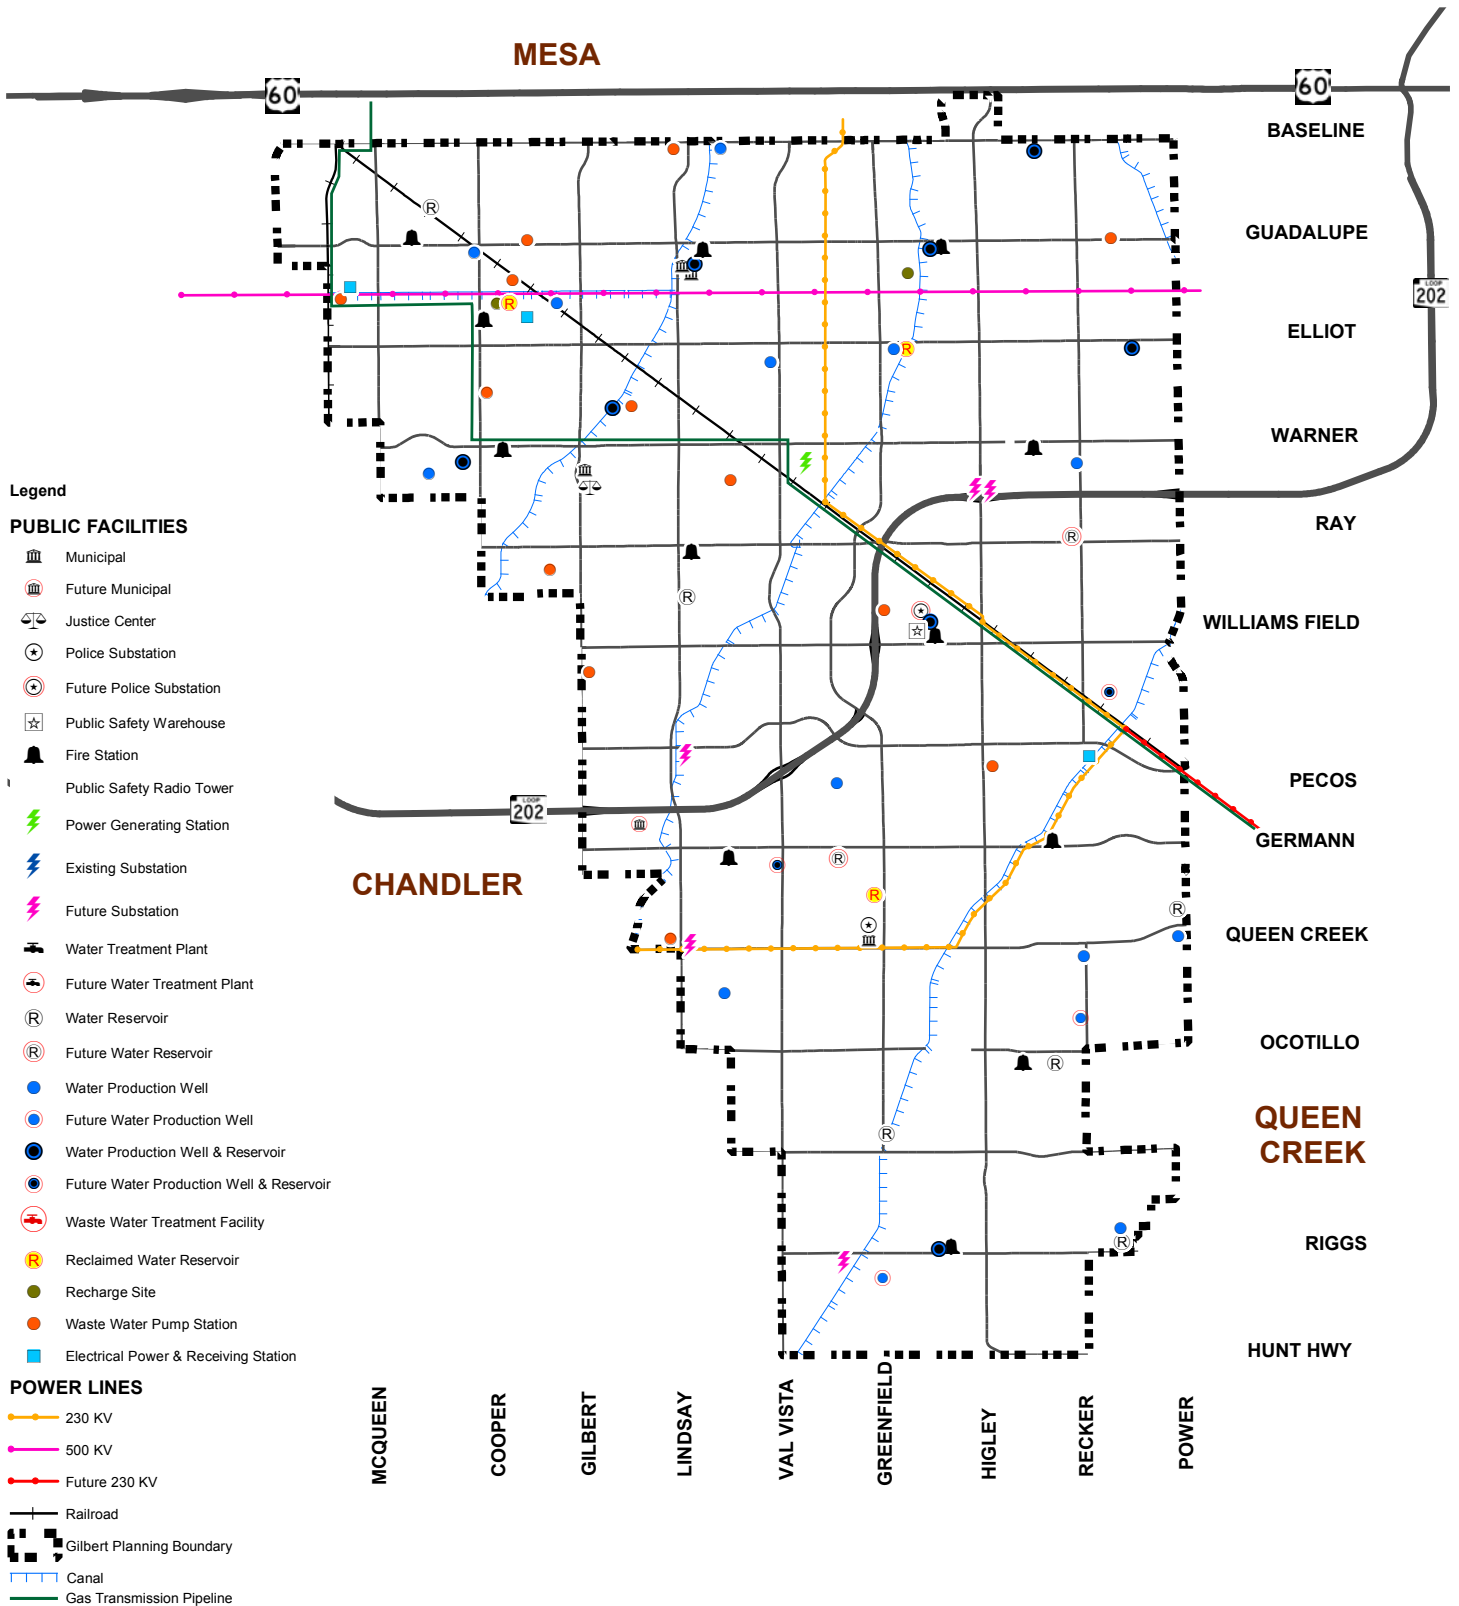 MESA
60
60
BASELINE
GUADALUPE
LOOP
202
ELLIOT
WARNER
RAY
WILLIAMS FIELD
PECOS
LOOP
202
GERMANN
CHANDLER
QUEEN CREEK
OCOTILLO
QUEEN
CREEK
RIGGS
HUNT HWY
MCQUEEN
COOPER
GILBERT
LINDSAY
VAL VISTA
GREENFIELD
HIGLEY
RECKER
POWER
R
R
R
R
R
R
R
R
R
R
R
R
Legend
PUBLIC FACILITIES
Municipal
Future Municipal
Justice Center
Police Substation
Future Police Substation
Public Safety Warehouse
Fire Station
Public Safety Radio Tower
Power Generating Station
Existing Substation
Future Substation
Water Treatment Plant
Future Water Treatment Plant
R Water Reservoir
R Future Water Reservoir
Water Production Well
Future Water Production Well
Water Production Well & Reservoir
Future Water Production Well & Reservoir
Waste Water Treatment Facility
R Reclaimed Water Reservoir
Recharge Site
Waste Water Pump Station
Electrical Power & Receiving Station
POWER LINES
230 KV
500 KV
Future 230 KV
Railroad
Gilbert Planning Boundary
Canal
Gas Transmission Pipeline